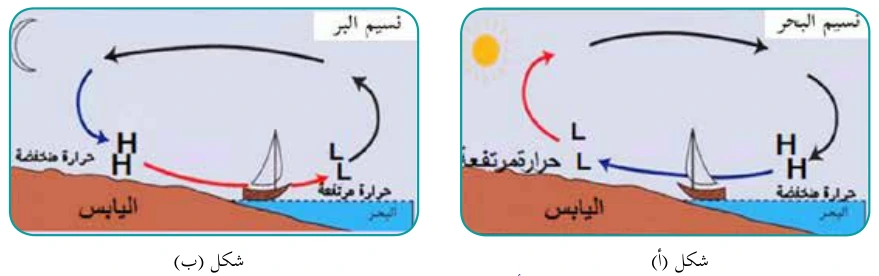 نسيم البحر
L
L
H
H
حرارة مرتفعة
حرارة منخفضة
اليابس
البحر
شكل (أ)
نسيم البر
H
H
L
L
حرارة منخفضة
حرارة مرتفعة
اليابس
البحر
شكل (ب)